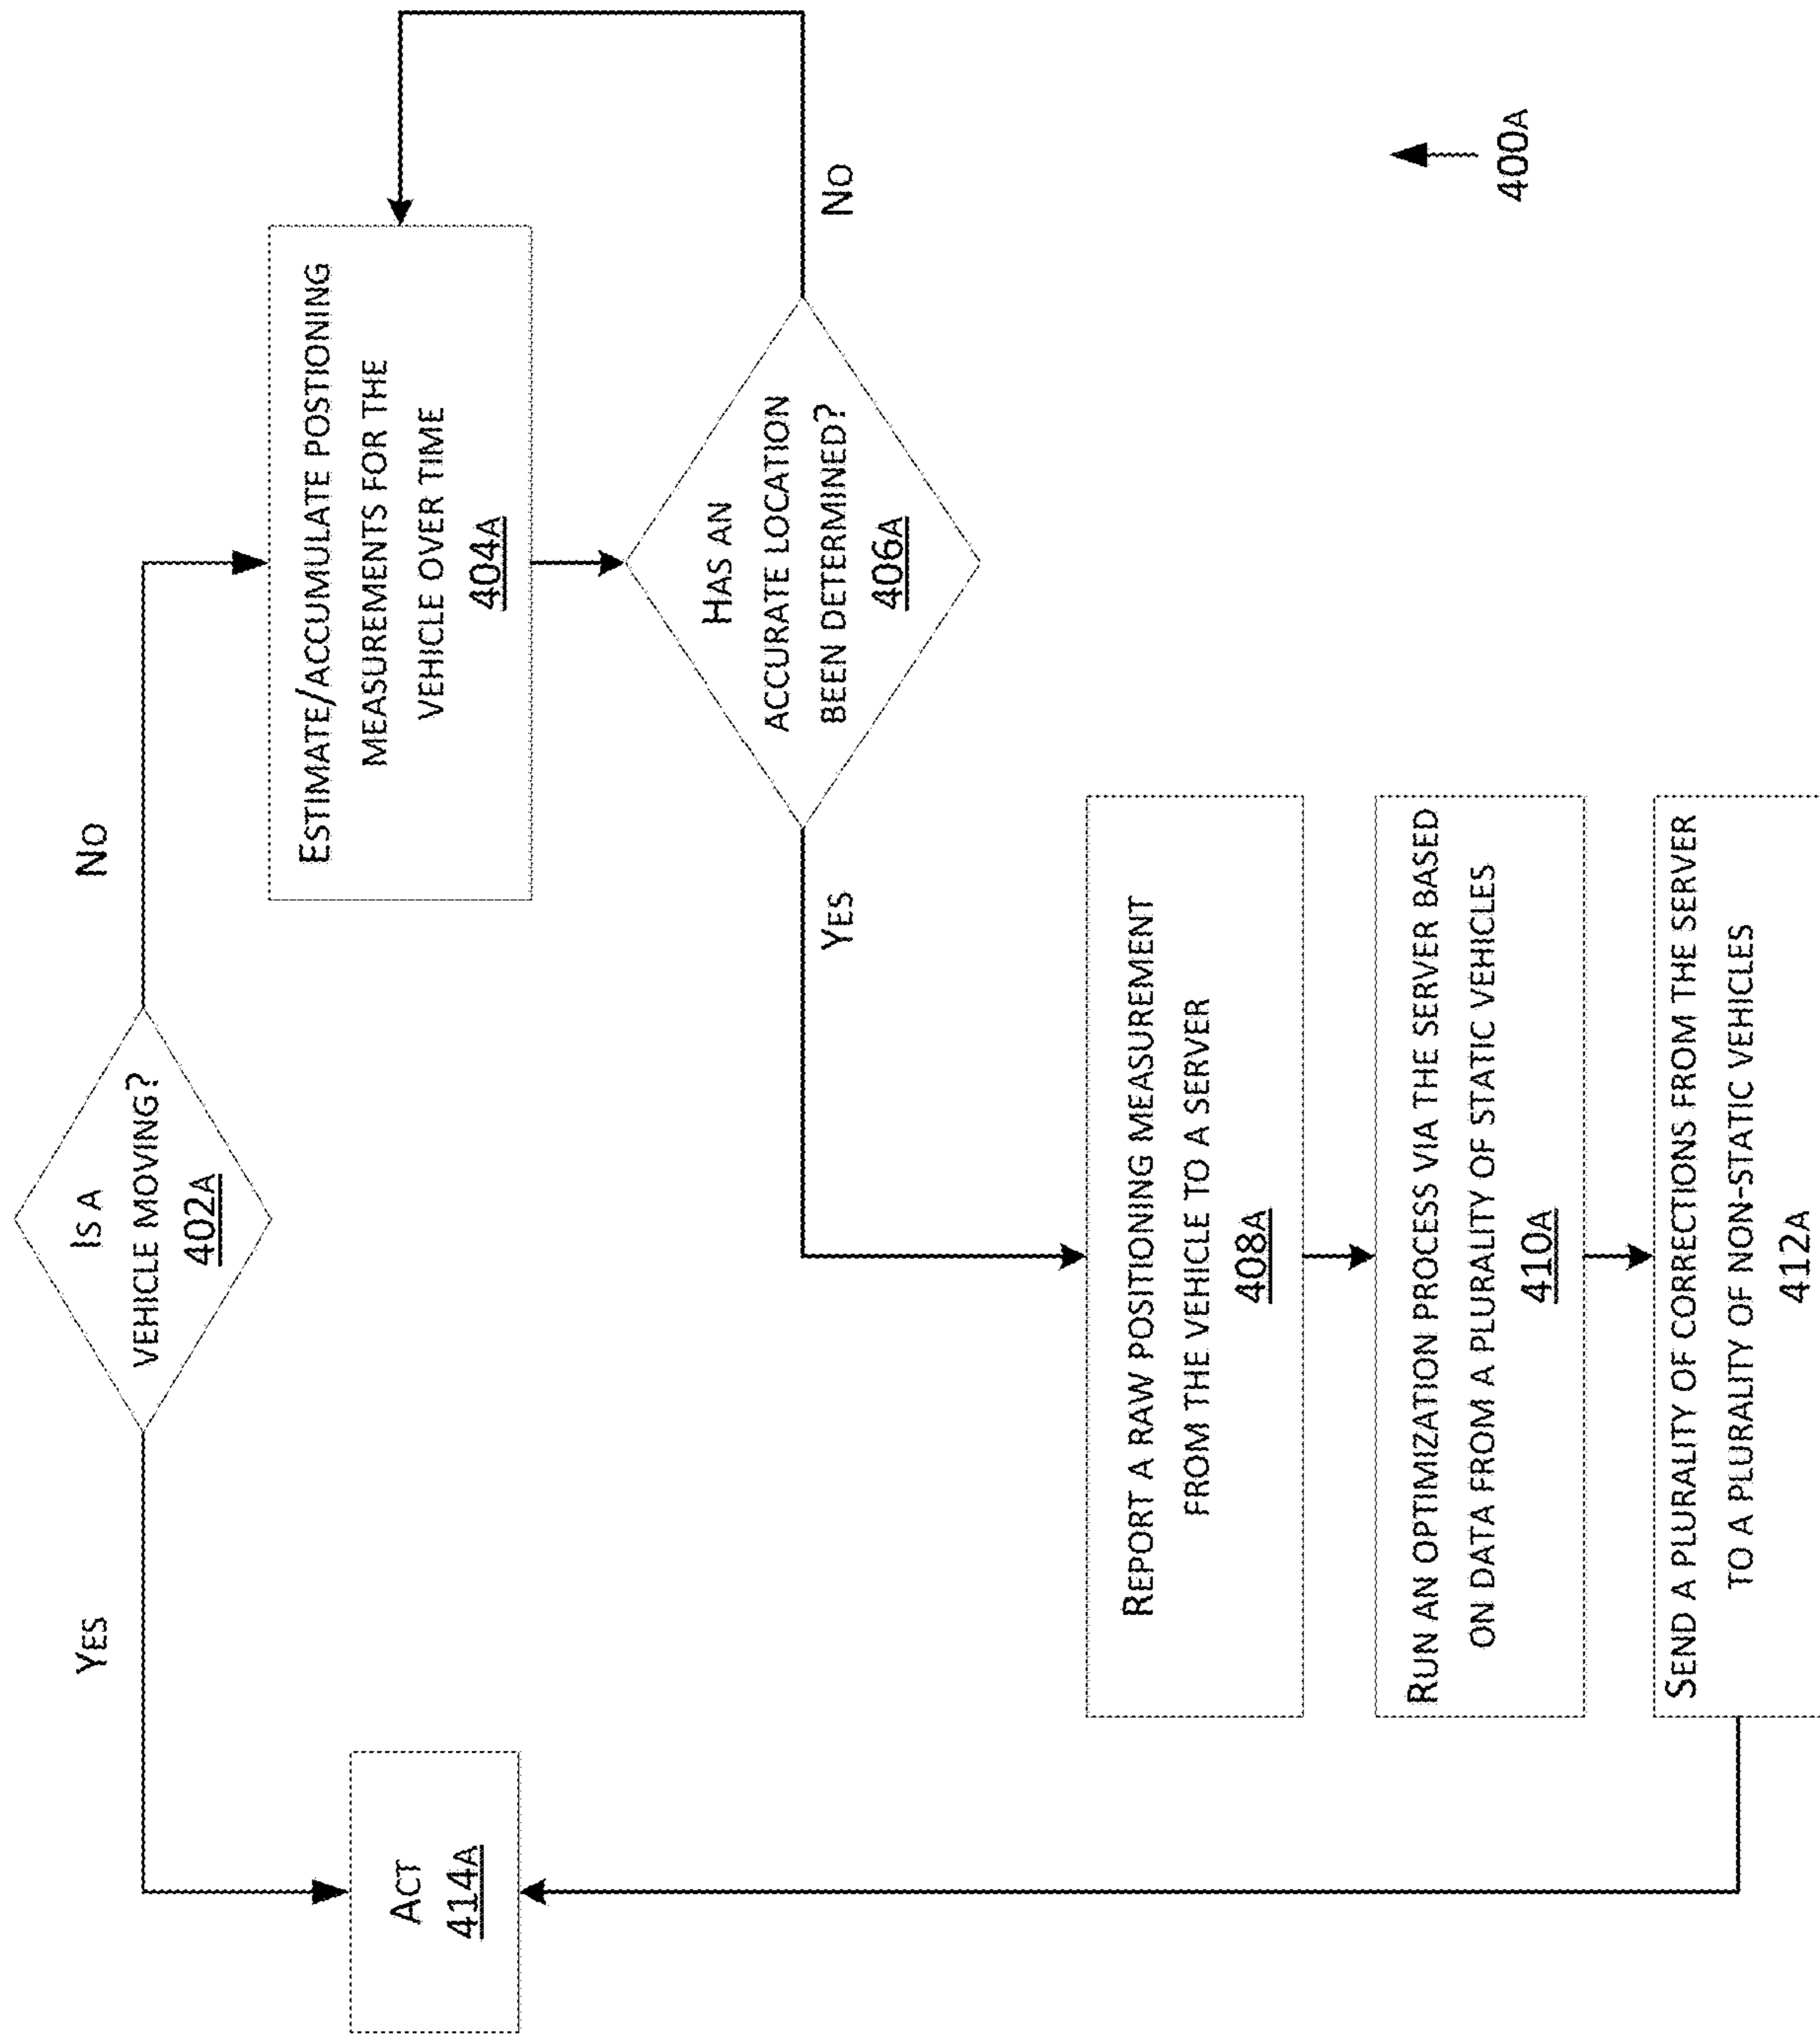 IS A
VEHICLE MOVING?
402A
YES
NO
ACT
414A
ESTIMATE/ACCUMULATE POSTIONING
MEASUREMENTS FOR THE
VEHICLE OVER TIME
404A
HAS AN
ACCURATE LOCATION
BEEN DETERMINED?
406A
YES
NO
REPORT A RAW POSITIONING MEASUREMENT
FROM THE VEHICLE TO A SERVER
408A
RUN AN OPTIMIZATION PROCESS VIA THE SERVER BASED
ON DATA FROM A PLURALITY OF STATIC VEHICLES
410A
SEND A PLURALITY OF CORRECTIONS FROM THE SERVER
TO A PLURALITY OF NON-STATIC VEHICLES
412A
400A